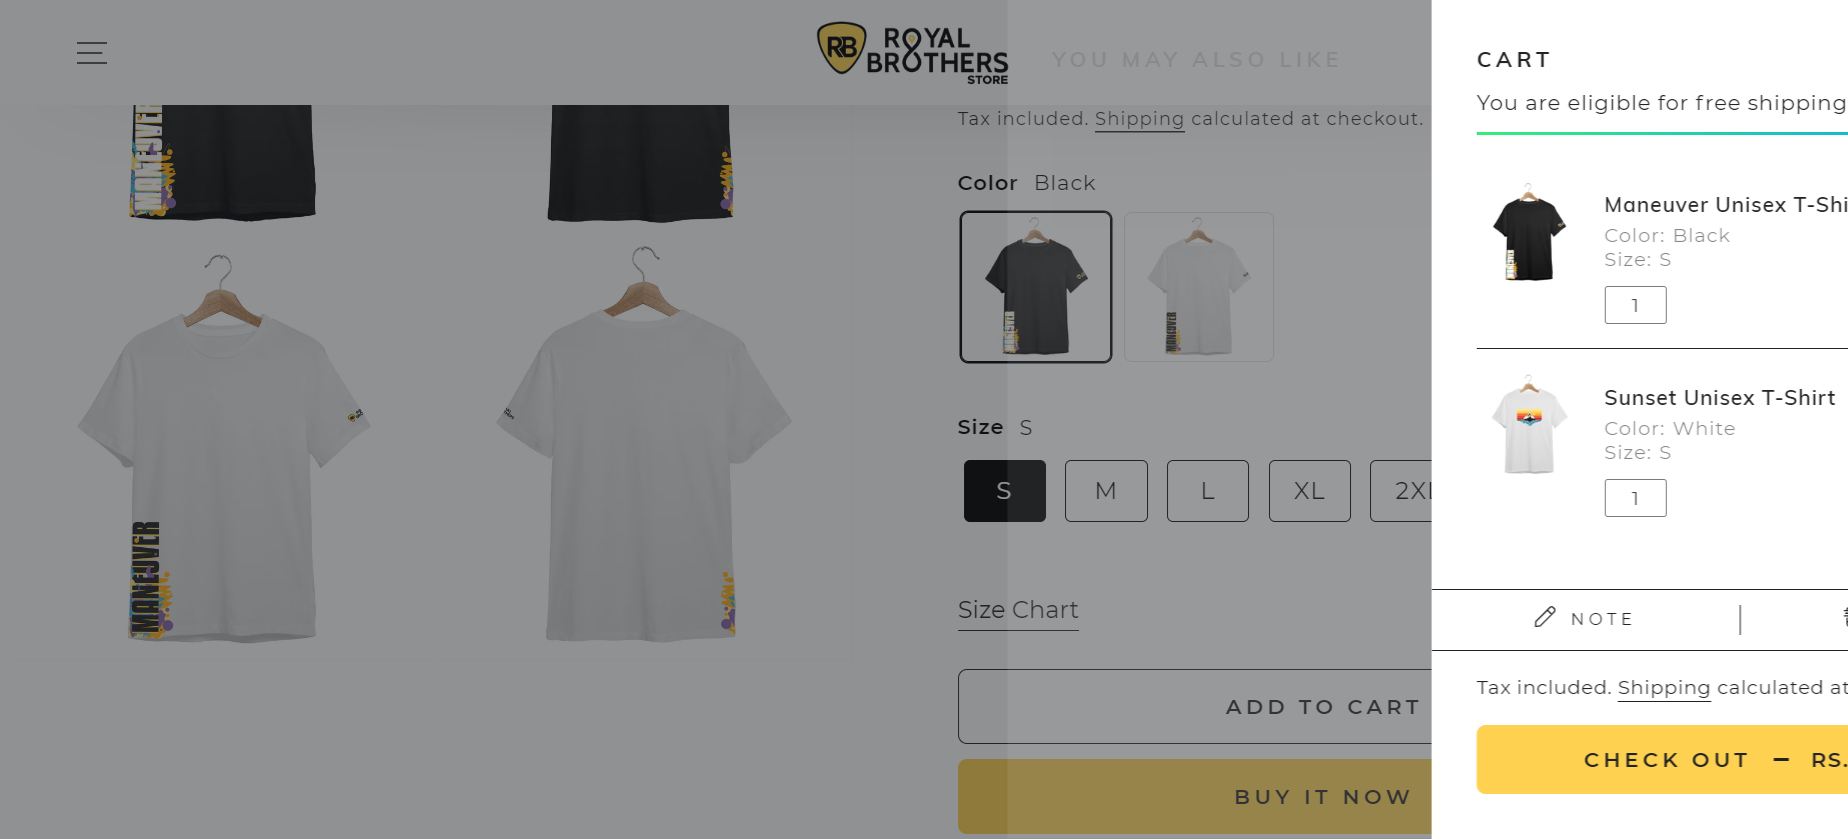 RB ROYAL
BROTHERS
STORE
YOU MAY ALSO LIKE
Tax included. Shipping calculated at checkout.
Color Black
Size S
S M L XL 2XL
Size Chart
ADD TO CART
BUY IT NOW
MANEUVER
MANEUVER
CART
You are eligible for free shipping
Maneuver Unisex T-Shi
Color: Black
Size: S
1
Sunset Unisex T-Shirt
Color: White
Size: S
1
NOTE
Tax included. Shipping calculated at
CHECK OUT – RS.